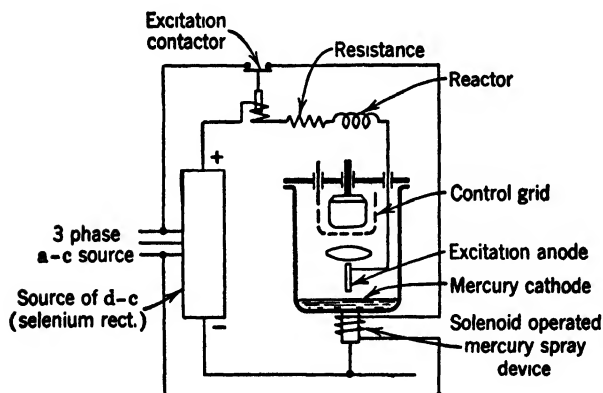 Excitation
contactor
Resistance
Reactor
+
Control grid
3 phase
a-c source
Excitation anode
Mercury cathode
Source of d-c
(selenium rect.)
-
Solenoid operated
mercury spray
device